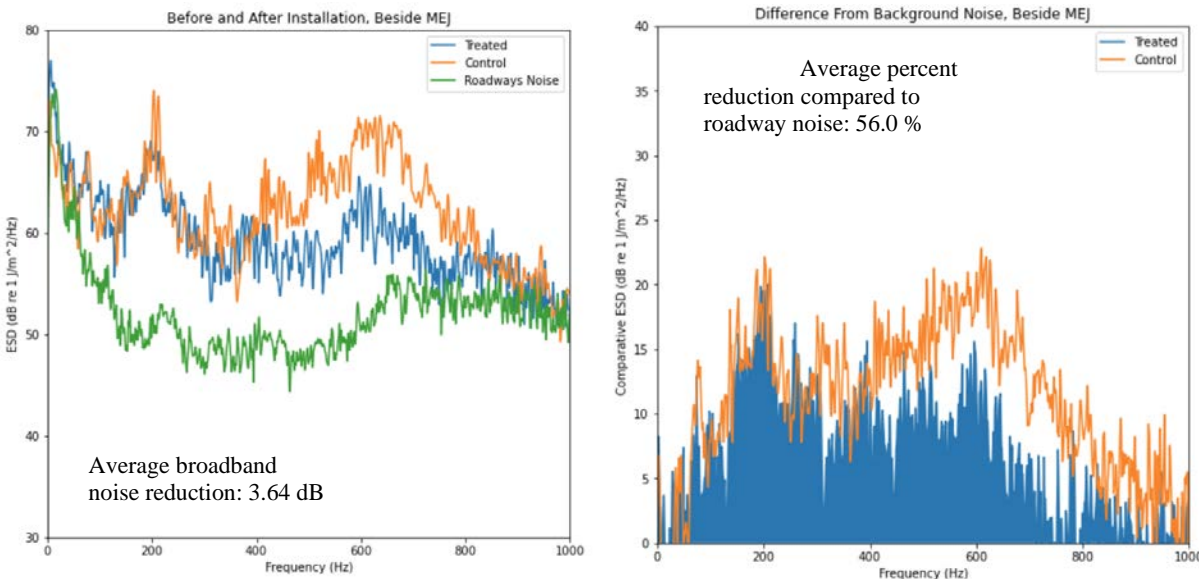 Before and After Installation, Beside MEJ
80
70
60
50
40
30
ESD (dB re 1 J/m^2/Hz)
Treated
Control
Roadways Noise
Average broadband
noise reduction: 3.64 dB
0
200
400
600
800
1000
Frequency (Hz)
Difference From Background Noise, Beside MEJ
40
35
30
25
20
15
10
5
0
Comparative ESD (dB re 1 J/m^2/Hz)
Treated
Control
Average percent
reduction compared to
roadway noise: 56.0 %
0
200
400
600
800
1000
Frequency (Hz)